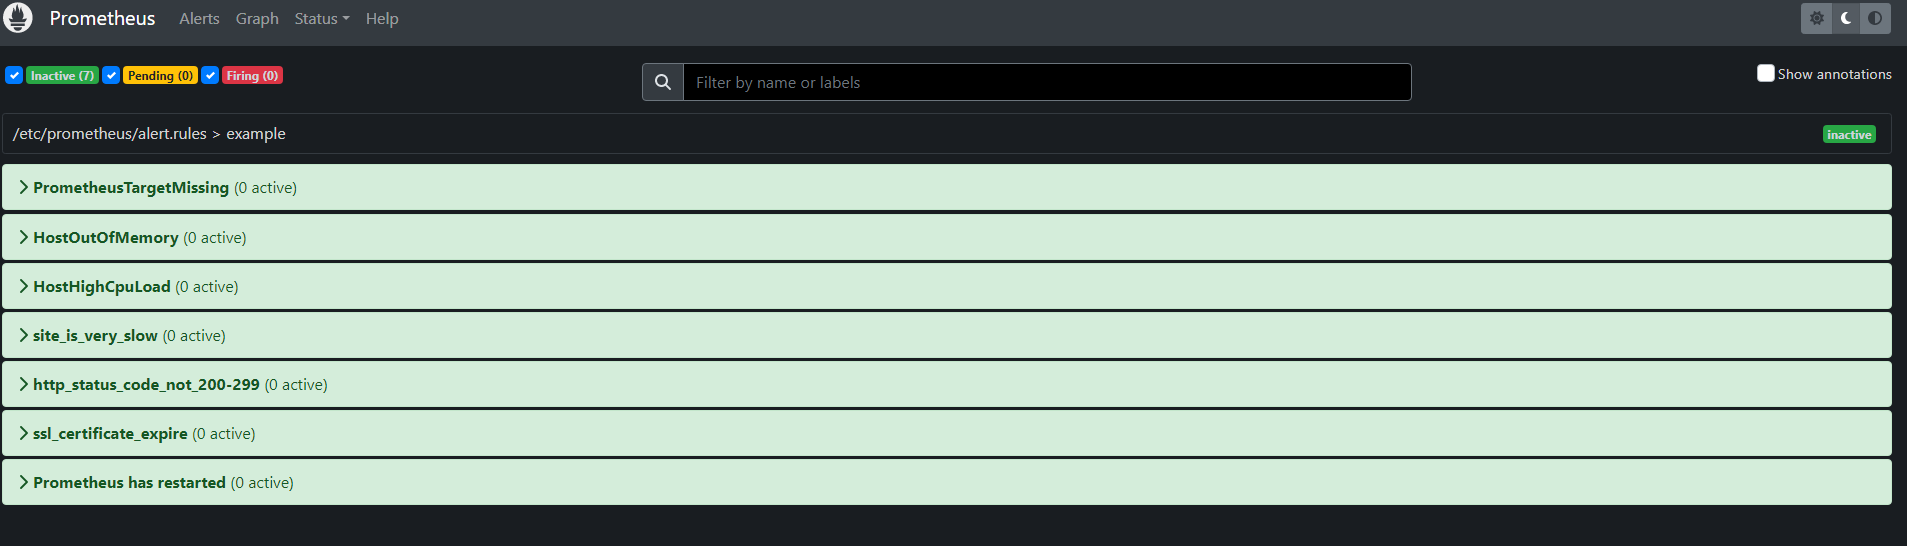 Prometheus Alerts Graph Status Help
Inactive (7) Pending (0) Firing (0) Filter by name or labels Show annotations
/etc/prometheus/alert.rules > example inactive
PrometheusTargetMissing (0 active)
HostOutOfMemory (0 active)
HostHighCpuLoad (0 active)
site_is_very_slow (0 active)
http_status_code_not_200-299 (0 active)
ssl_certificate_expire (0 active)
Prometheus has restarted (0 active)